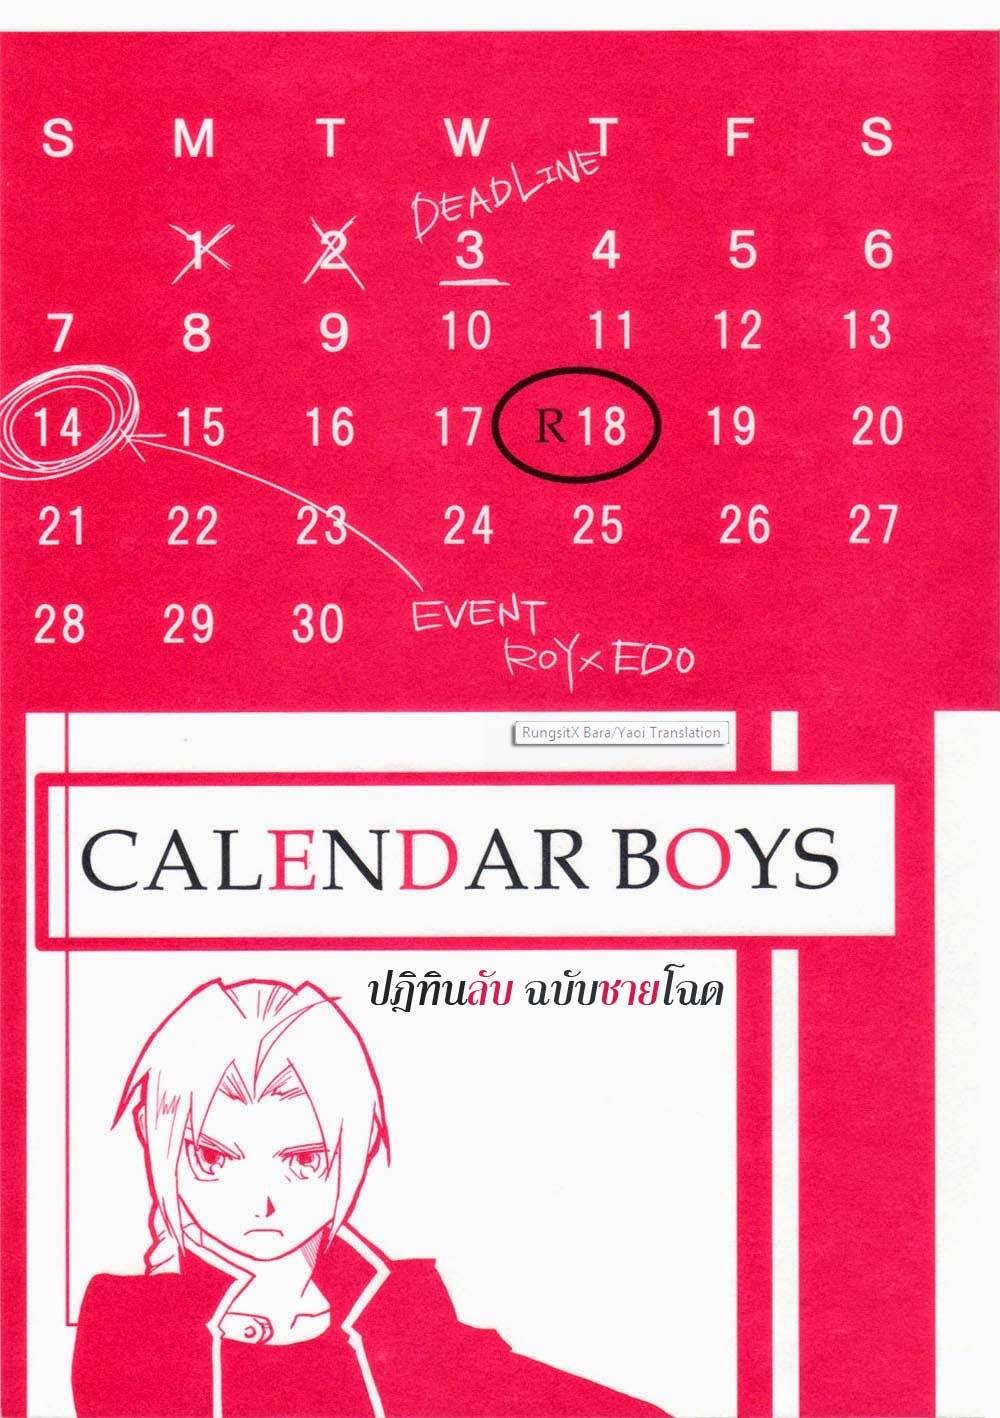 S M T W T F S
DEADLINE
1 2 3 4 5 6
7 8 9 10 11 12 13
14 15 16 17 R18 19 20
21 22 23 24 25 26 27
28 29 30
EVENT
ROY×EDO
RungsitX Bara/Yaoi Translation
CALENDAR BOYS
ปฎิทินลับ ฉบับชายโฉด